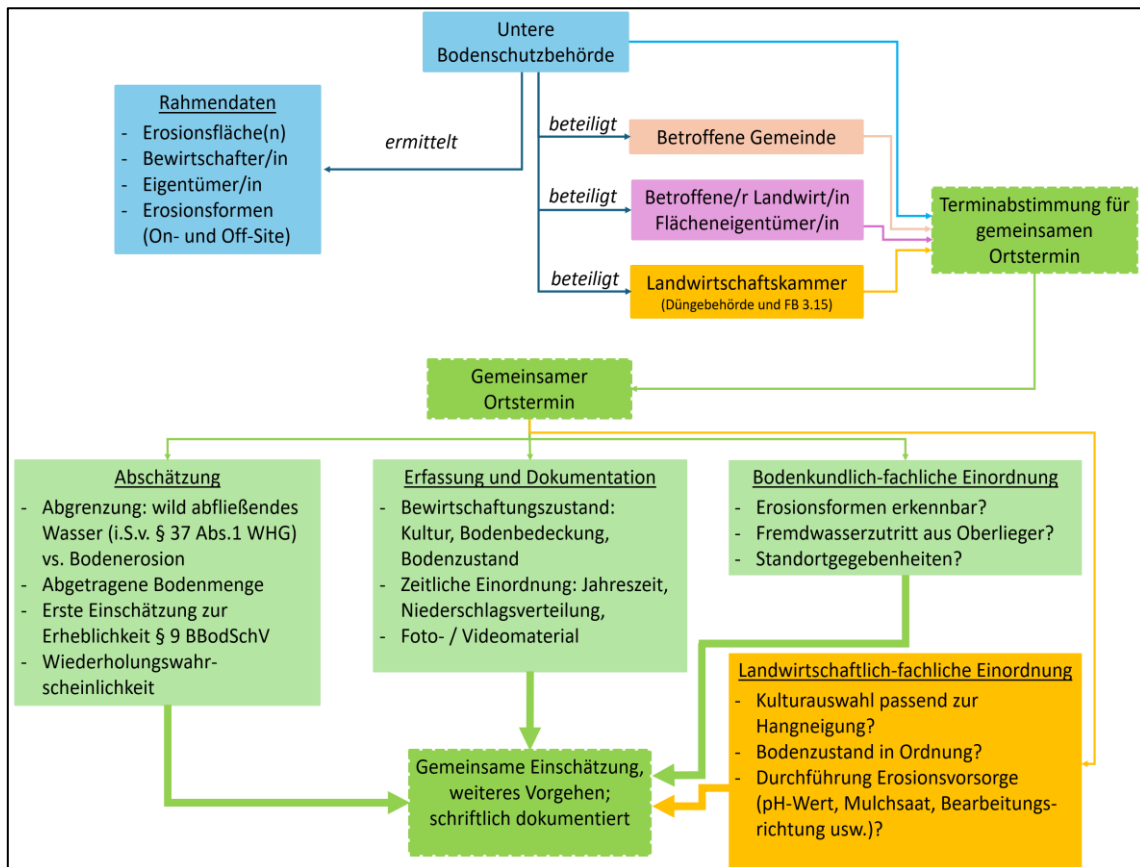 Untere
Bodenschutzbehörde
Rahmendaten
- Erosionsfläche(n)
- Bewirtschafter/in
- Eigentümer/in
- Erosionsformen
(On- und Off-Site)
ermittelt
beteiligt
Betroffene Gemeinde
beteiligt
Betroffene/r Landwirt/in
Flächeneigentümer/in
beteiligt
Landwirtschaftskammer
(Düngebehörde und FB 3.15)
Terminabstimmung für
gemeinsamen
Ortstermin
Gemeinsamer
Ortstermin
Abschätzung
- Abgrenzung: wild abfließendes
Wasser (i.S.v. § 37 Abs.1 WHG)
vs. Bodenerosion
- Abgetragene Bodenmenge
- Erste Einschätzung zur
Erheblichkeit § 9 BBodSchV
- Wiederholungswahr-
scheinlichkeit
Erfassung und Dokumentation
- Bewirtschaftungszustand:
Kultur, Bodenbedeckung,
Bodenzustand
- Zeitliche Einordnung: Jahreszeit,
Niederschlagsverteilung,
- Foto- / Videomaterial
Bodenkundlich-fachliche Einordnung
- Erosionsformen erkennbar?
- Fremdwasserzutritt aus Oberlieger?
- Standortgegebenheiten?
Landwirtschaftlich-fachliche Einordnung
- Kulturauswahl passend zur
Hangneigung?
- Bodenzustand in Ordnung?
- Durchführung Erosionsvorsorge
(pH-Wert, Mulchsaat, Bearbeitungs-
richtung usw.)?
Gemeinsame Einschätzung,
weiteres Vorgehen;
schriftlich dokumentiert